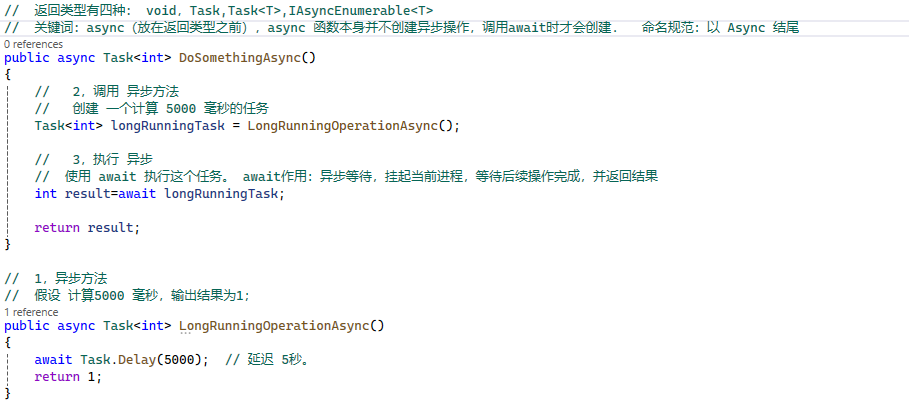 //  返回类型有四种:  void, Task,Task<T>,IAsyncEnumerable<T>
//  关键词: async（放在返回类型之前）, async 函数本身并不创建异步操作，调用await时才会创建.   命名规范: 以 Async 结尾
0 references
public async Task<int> DoSomethingAsync()
{
//   2，调用 异步方法
//   创建 一个计算 5000 毫秒的任务
Task<int> longRunningTask = LongRunningOperationAsync();
//   3，执行 异步
//  使用 await 执行这个任务。 await作用: 异步等待，挂起当前进程，等待后续操作完成，并返回结果
int result=await longRunningTask;
return result;
}
//  1，异步方法
//  假设 计算5000 毫秒，输出结果为1;
1 reference
public async Task<int> LongRunningOperationAsync()
{
await Task.Delay(5000);  // 延迟 5秒。
return 1;
}